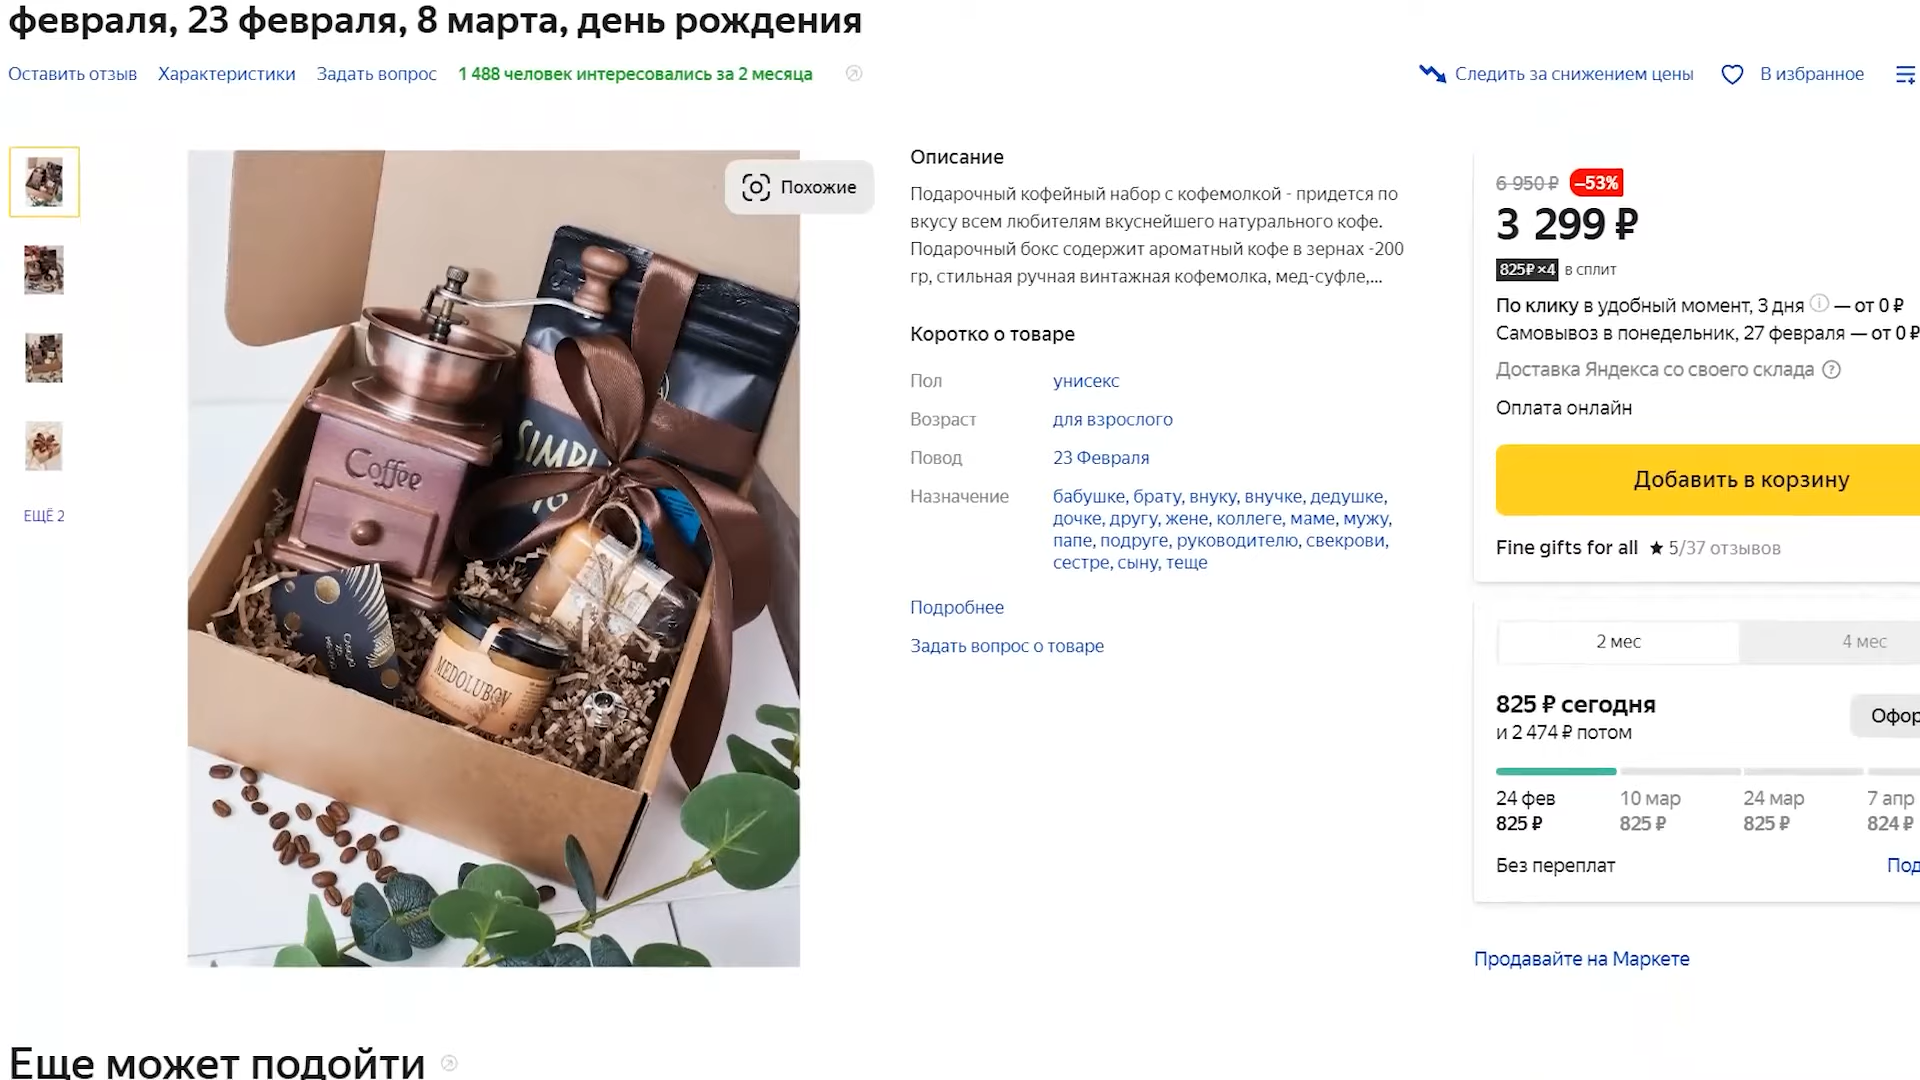 февраля, 23 февраля, 8 марта, день рождения
Оставить отзыв Характеристики Задать вопрос 1 488 человек интересовались за 2 месяца
Следить за снижением цены В избранное
Похожие
Coffee
MEDOLUBOV
ЕЩЁ 2
Описание
Подарочный кофейный набор с кофемолкой - придется по
вкусу всем любителям вкуснейшего натурального кофе.
Подарочный бокс содержит ароматный кофе в зернах -200
гр, стильная ручная винтажная кофемолка, мед-суфле,...
Коротко о товаре
Пол унисекс
Возраст для взрослого
Повод 23 Февраля
Назначение бабушке, брату, внуку, внучке, дедушке,
дочке, другу, жене, коллеге, маме, мужу,
папе, подруге, руководителю, свекрови,
сестре, сыну, теще
Подробнее
Задать вопрос о товаре
6 950 ₽ –53%
3 299 ₽
825₽×4 в сплит
По клику в удобный момент, 3 дня — от 0 ₽
Самовывоз в понедельник, 27 февраля — от 0 ₽
Доставка Яндекса со своего склада
Оплата онлайн
Добавить в корзину
Fine gifts for all ★ 5/37 отзывов
2 мес 4 мес
825 ₽ сегодня
и 2 474 ₽ потом
Офор
24 фев 10 мар 24 мар 7 апр
825 ₽ 825 ₽ 825 ₽ 824 ₽
Без переплат Под
Продавайте на Маркете
Еще может подойти